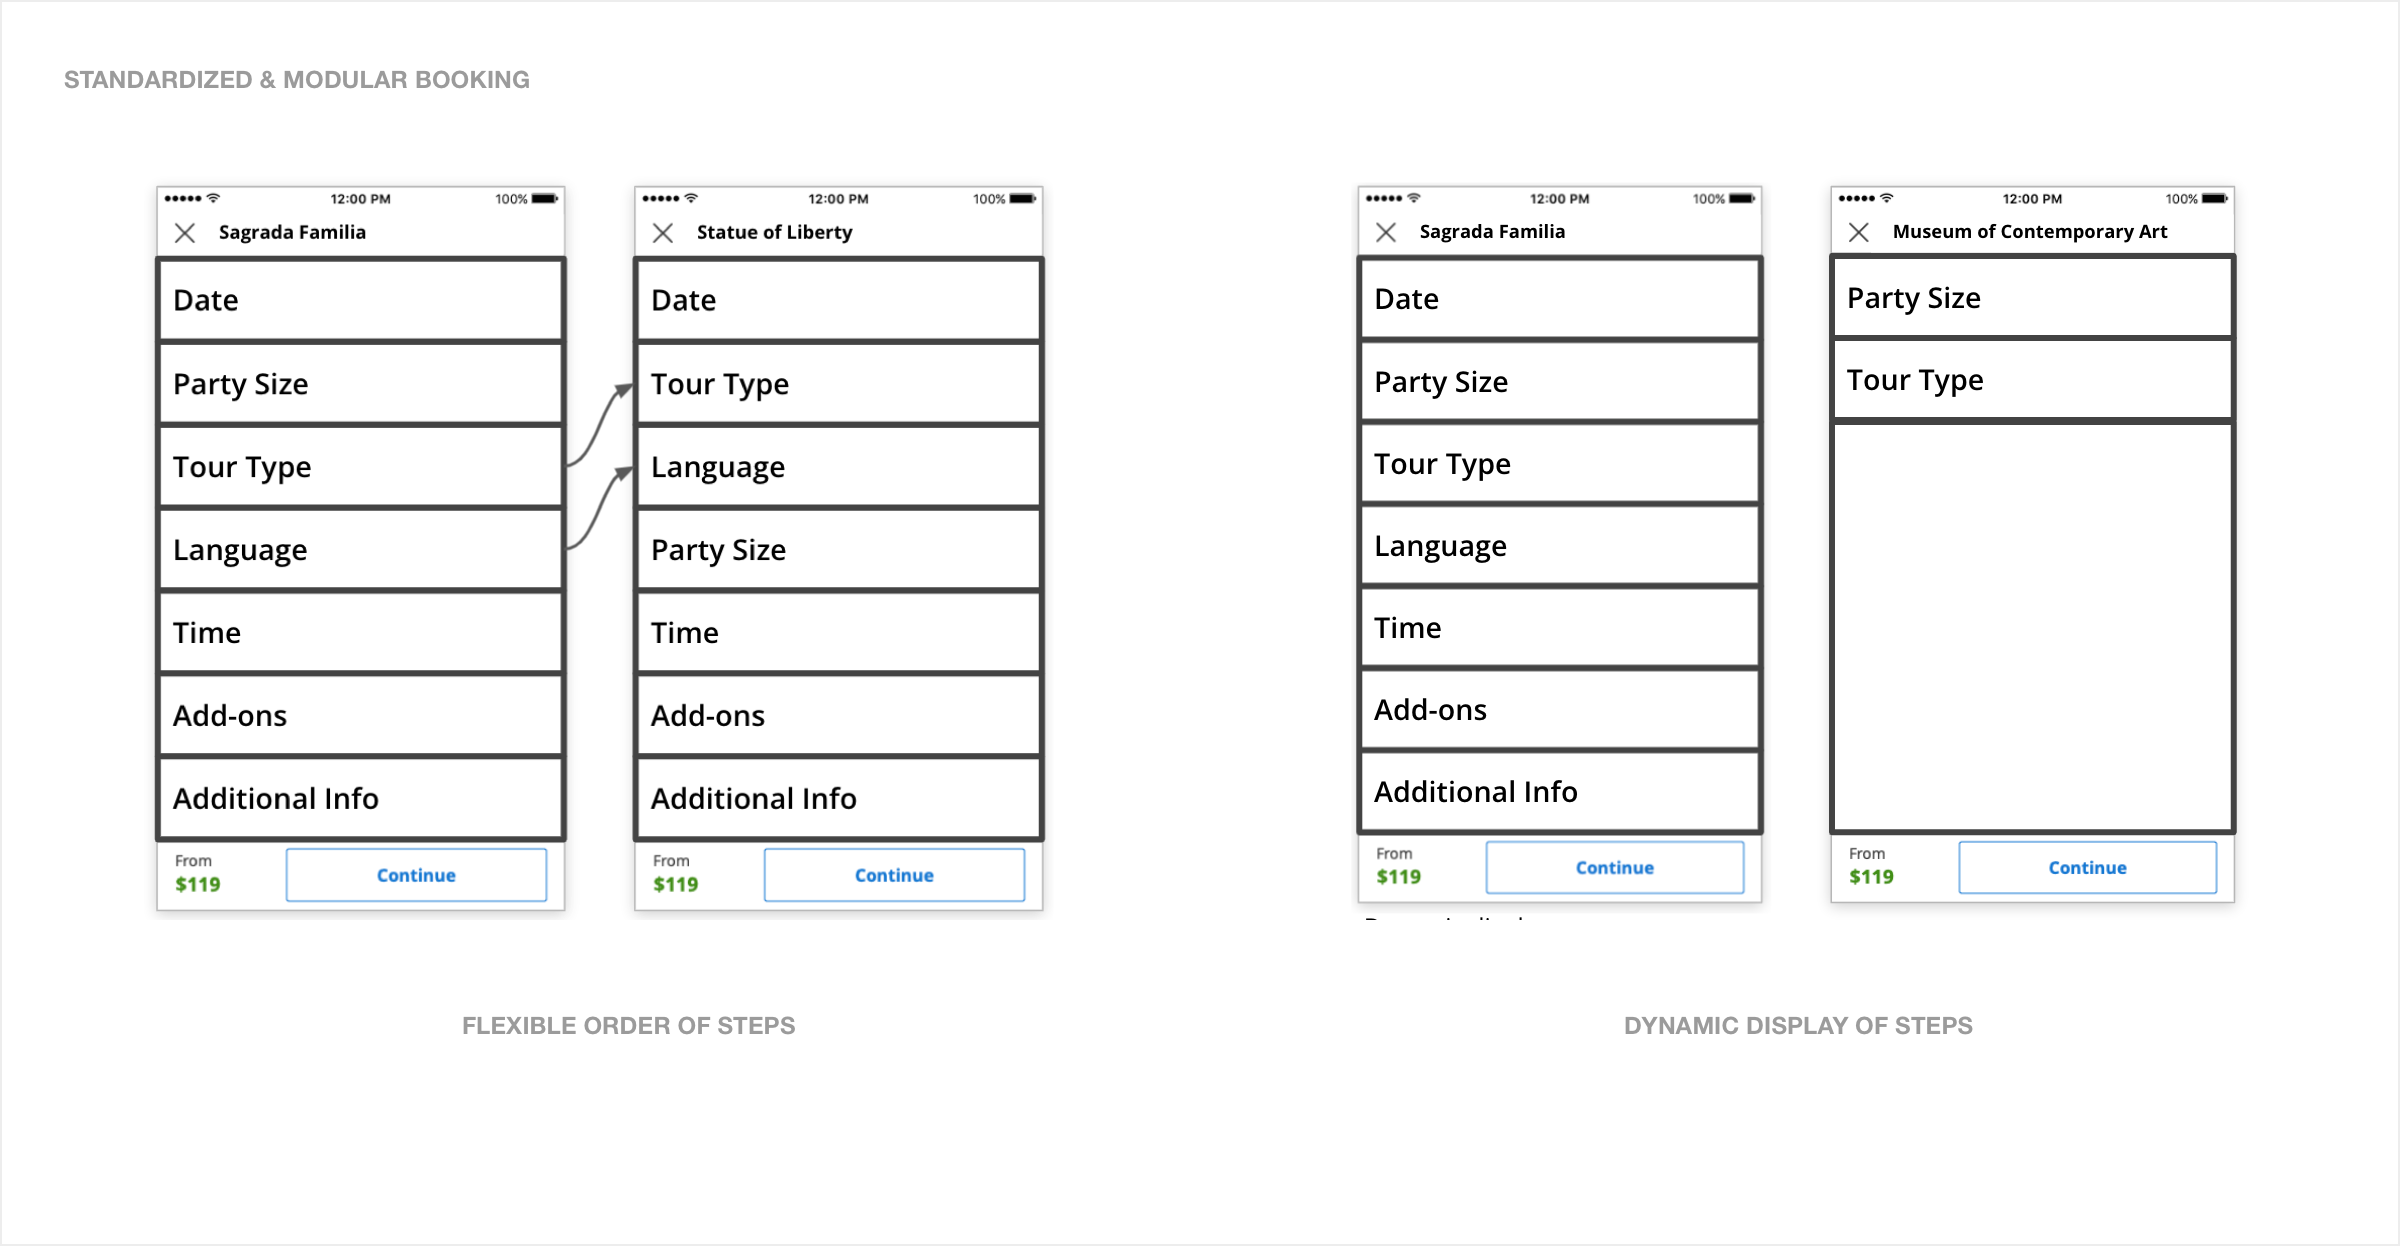 STANDARDIZED & MODULAR BOOKING
12:00 PM 100%
Sagrada Familia
Date
Party Size
Tour Type
Language
Time
Add-ons
Additional Info
From
$119
Continue
12:00 PM 100%
Statue of Liberty
Date
Tour Type
Language
Party Size
Time
Add-ons
Additional Info
From
$119
Continue
FLEXIBLE ORDER OF STEPS
12:00 PM 100%
Sagrada Familia
Date
Party Size
Tour Type
Language
Time
Add-ons
Additional Info
From
$119
Continue
12:00 PM 100%
Museum of Contemporary Art
Party Size
Tour Type
From
$119
Continue
DYNAMIC DISPLAY OF STEPS